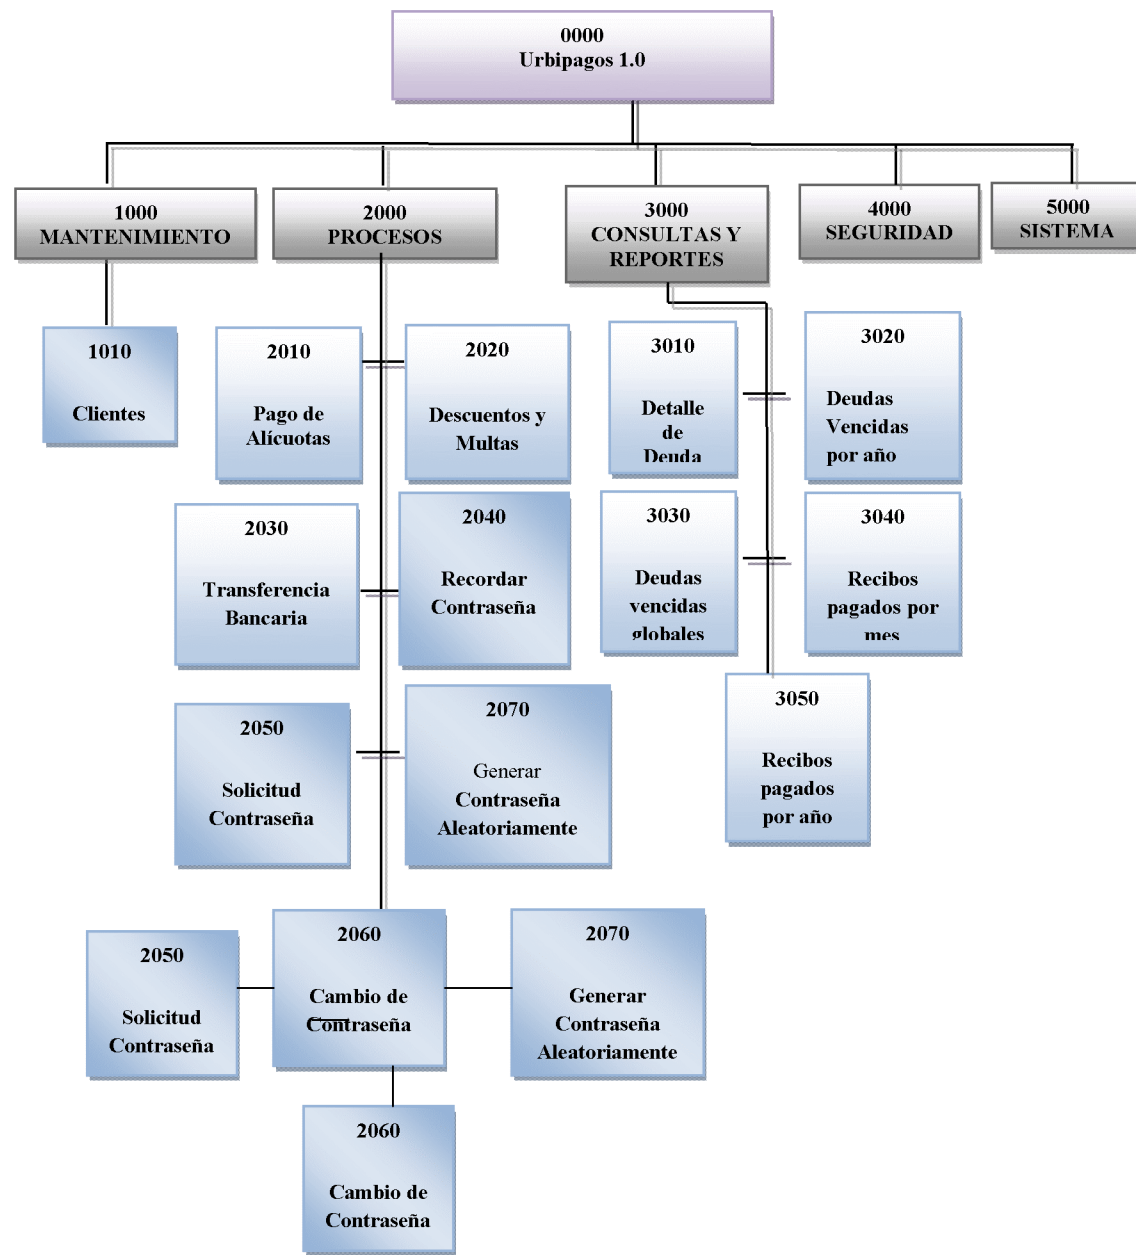 0000
Urbipagos 1.0
1000
MANTENIMIENTO
2000
PROCESOS
3000
CONSULTAS Y
REPORTES
4000
SEGURIDAD
5000
SISTEMA
1010
Clientes
2010
Pago de
Alícuotas
2020
Descuentos y
Multas
3010
Detalle
de
Deuda
3020
Deudas
Vencidas
por año
2030
Transferencia
Bancaria
2040
Recordar
Contraseña
3030
Deudas
vencidas
globales
3040
Recibos
pagados por
mes
2050
Solicitud
Contraseña
2070
Generar
Contraseña
Aleatoriamente
3050
Recibos
pagados
por año
2050
Solicitud
Contraseña
2060
Cambio de
Contraseña
2070
Generar
Contraseña
Aleatoriamente
2060
Cambio de
Contraseña